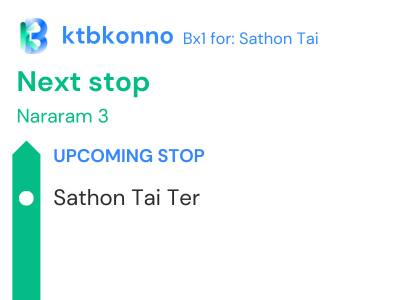 ktbkonno Bx1 for: Sathon Tai
Next stop
Nararam 3
UPCOMING STOP
Sathon Tai Ter